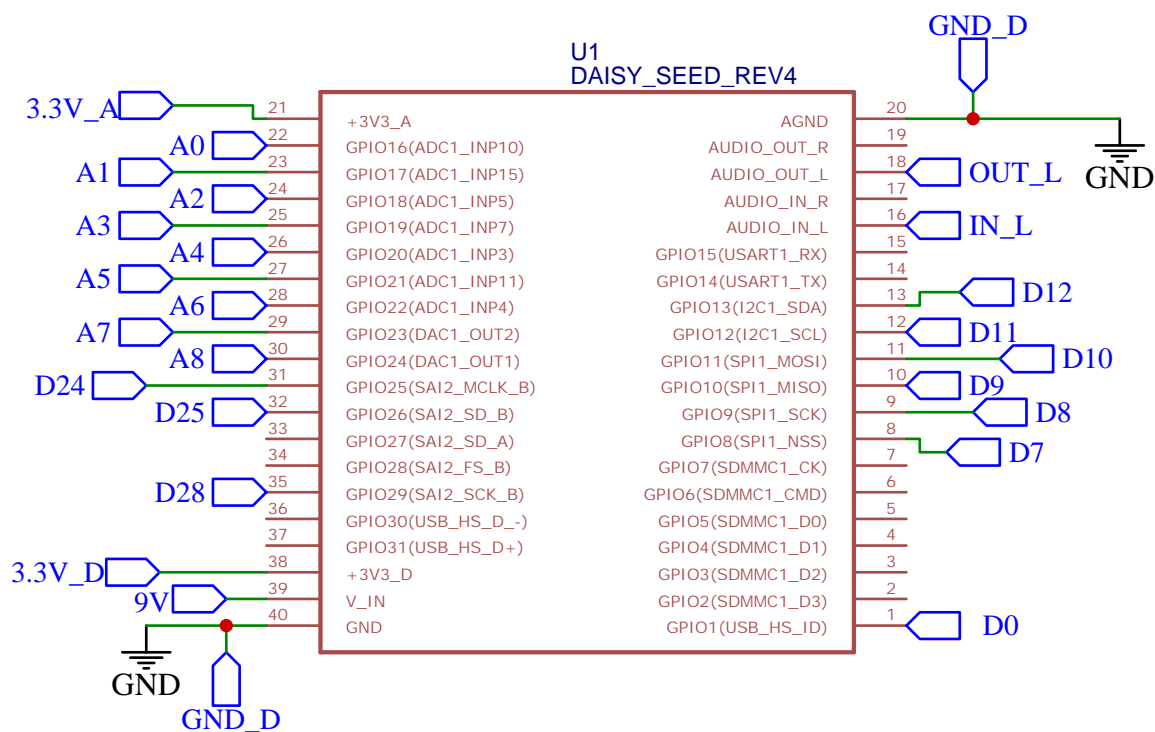 GND_D
U1
DAISY_SEED_REV4
3.3V_A 21 +3V3_A AGND 20
A0 22 GPIO16(ADC1_INP10) AUDIO_OUT_R 19
A1 23 GPIO17(ADC1_INP15) AUDIO_OUT_L 18 OUT_L GND
A2 24 GPIO18(ADC1_INP5) AUDIO_IN_R 17
A3 25 GPIO19(ADC1_INP7) AUDIO_IN_L 16 IN_L
A4 26 GPIO20(ADC1_INP3) GPIO15(USART1_RX) 15
A5 27 GPIO21(ADC1_INP11) GPIO14(USART1_TX) 14
A6 28 GPIO22(ADC1_INP4) GPIO13(I2C1_SDA) 13 D12
A7 29 GPIO23(DAC1_OUT2) GPIO12(I2C1_SCL) 12 D11
A8 30 GPIO24(DAC1_OUT1) GPIO11(SPI1_MOSI) 11 D10
D24 31 GPIO25(SAI2_MCLK_B) GPIO10(SPI1_MISO) 10 D9
D25 32 GPIO26(SAI2_SD_B) GPIO9(SPI1_SCK) 9 D8
33 GPIO27(SAI2_SD_A) GPIO8(SPI1_NSS) 8 D7
34 GPIO28(SAI2_FS_B) GPIO7(SDMMC1_CK) 7
D28 35 GPIO29(SAI2_SCK_B) GPIO6(SDMMC1_CMD) 6
36 GPIO30(USB_HS_D_-) GPIO5(SDMMC1_D0) 5
37 GPIO31(USB_HS_D+) GPIO4(SDMMC1_D1) 4
3.3V_D 38 +3V3_D GPIO3(SDMMC1_D2) 3
9V 39 V_IN GPIO2(SDMMC1_D3) 2
40 GND GPIO1(USB_HS_ID) 1 D0
GND
GND_D